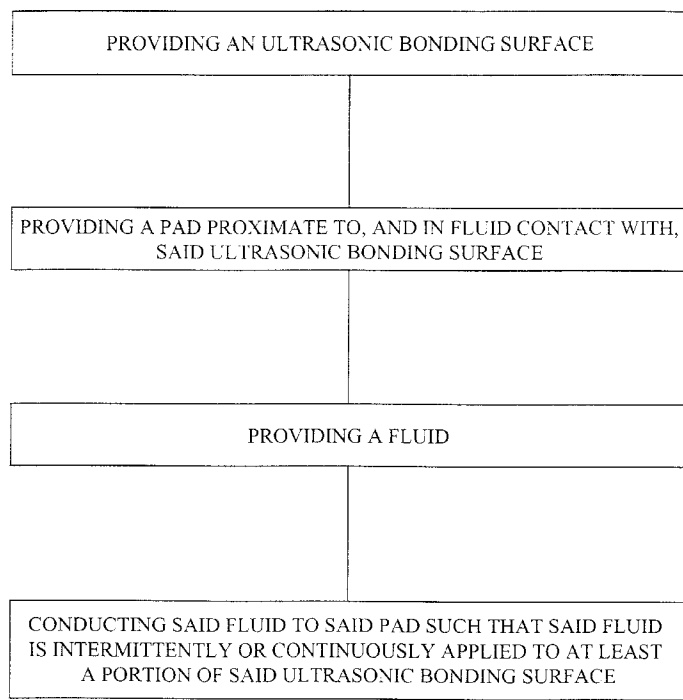 PROVIDING AN ULTRASONIC BONDING SURFACE
PROVIDING A PAD PROXIMATE TO, AND IN FLUID CONTACT WITH,
SAID ULTRASONIC BONDING SURFACE
PROVIDING A FLUID
CONDUCTING SAID FLUID TO SAID PAD SUCH THAT SAID FLUID
IS INTERMITTENTLY OR CONTINUOUSLY APPLIED TO AT LEAST
A PORTION OF SAID ULTRASONIC BONDING SURFACE